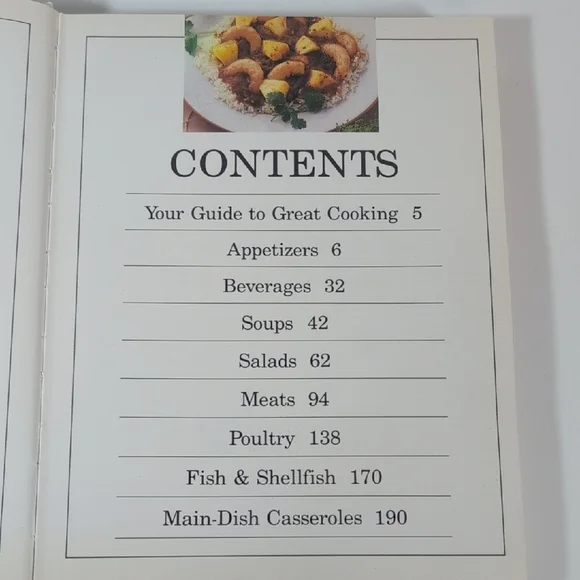 CONTENTS
Your Guide to Great Cooking 5
Appetizers 6
Beverages 32
Soups 42
Salads 62
Meats 94
Poultry 138
Fish & Shellfish 170
Main-Dish Casseroles 190